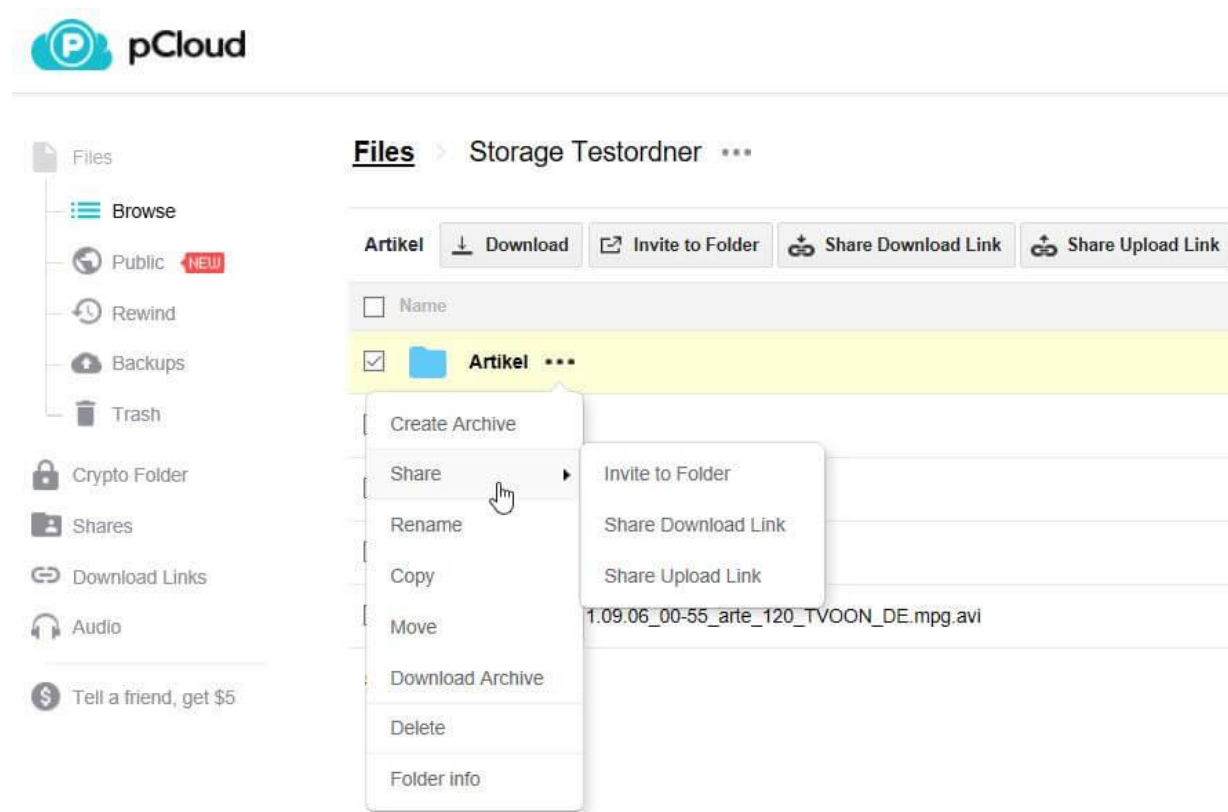 pCloud
Files
Browse
Public NEW
Rewind
Backups
Trash
Crypto Folder
Shares
Download Links
Audio
Tell a friend, get $5
Files > Storage Testordner •••
Artikel Download Invite to Folder Share Download Link Share Upload Link
Name
Artikel •••
Create Archive
Share
Rename
Copy
Move
Download Archive
Delete
Folder info
Invite to Folder
Share Download Link
Share Upload Link
1.09.06_00-55_arte_120_TVOON_DE.mpg.avi